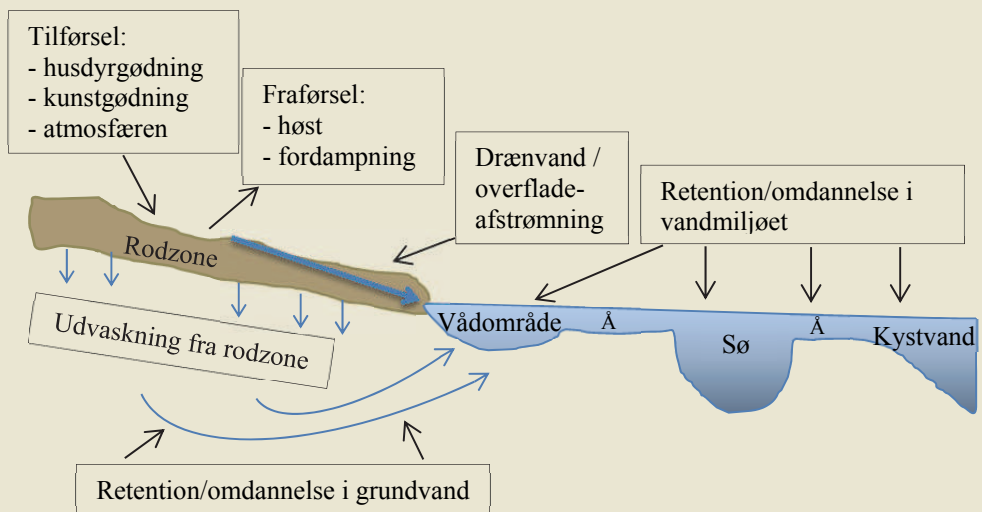 Tilførsel:
- husdyrgødning
- kunstgødning
- atmosfæren
Fraførsel:
- høst
- fordampning
Drænvand /
overflade-
afstrømning
Retention/omdannelse i
vandmiljøet
Rodzone
Udvaskning fra rodzone
Vådområde
Å
Sø
Å
Kystvand
Retention/omdannelse i grundvand